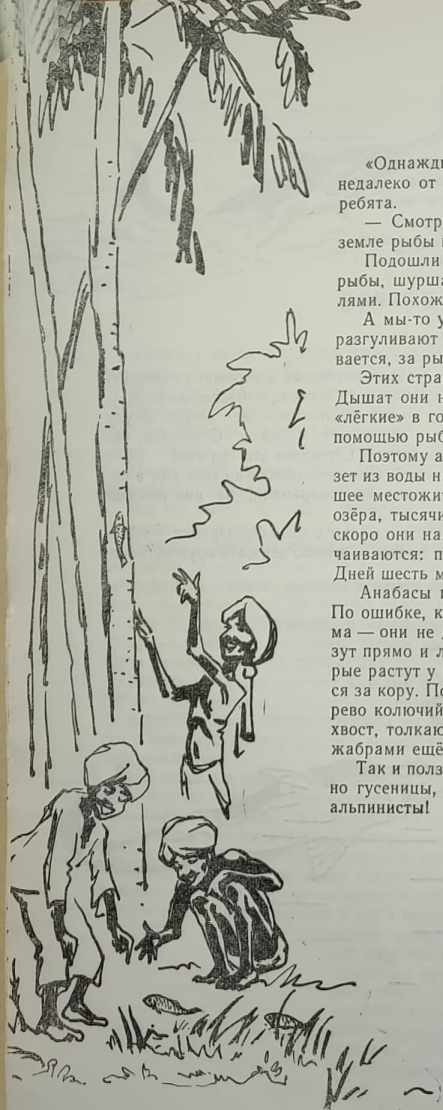 «Однажды
недалеко от
ребята.
— Смотр
земле рыбы
Подошли
рыбы, шурша
лями. Похож
А мы-то у
разгуливают
вается, за ры
Этих стра
Дышат они н
«лёгкие» в го
помощью рыб
Поэтому а
зет из воды н
шее местожит
озёра, тысячи
скоро они на
чаиваются: п
Дней шесть м
Анабасы
По ошибке, к
ма — они не
зут прямо и л
рые растут у
ся за кору. По
рево колючий
хвост, толкаю
жабрами ещё
Так и полз
но гусеницы,
альпинисты!